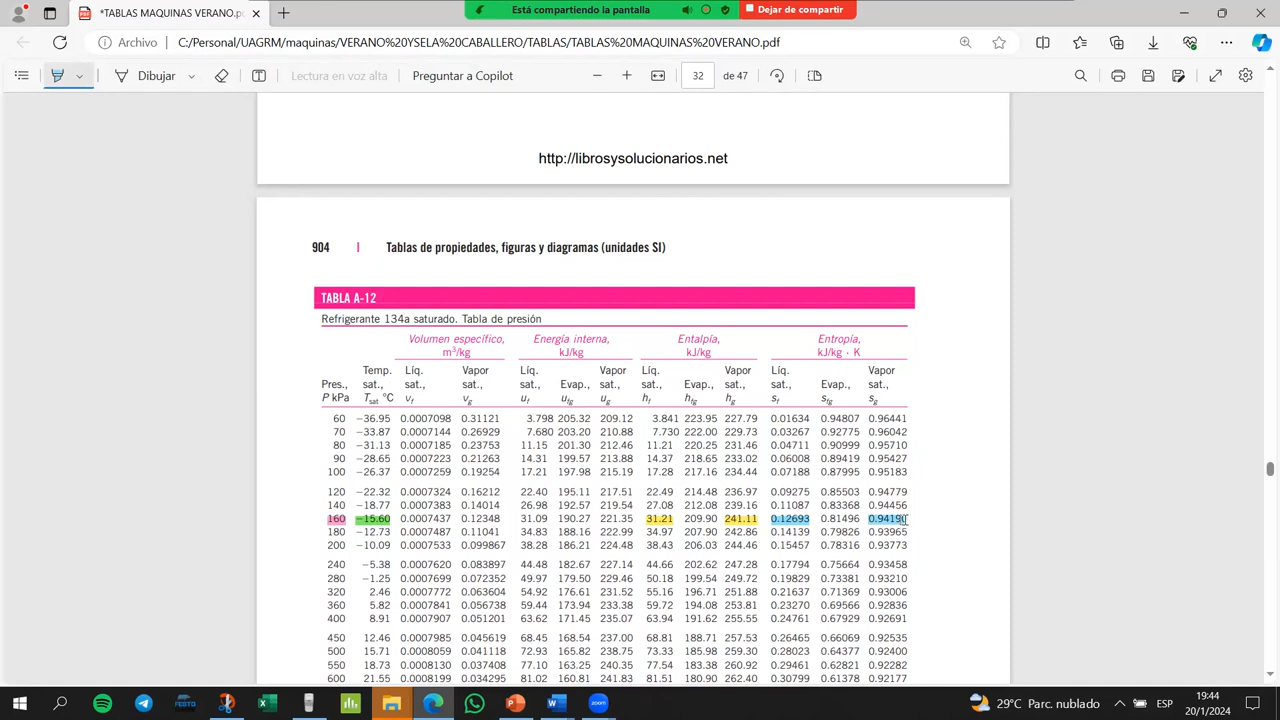 *TABLAS MAQUINAS VERANO.p
Está compartiendo la pantalla
Dejar de compartir
Archivo
C:/Personal/UAGRM/maquinas/VERANO%20YSELA%20CABALLERO/TABLAS/TABLAS%20MAQUINAS%20VERANO.pdf
Dibujar
Lectura en voz alta
Preguntar a Copilot
32
de 47
http://librosysolucionarios.net
904 | Tablas de propiedades, figuras y diagramas (unidades SI)
TABLA A-12
Refrigerante 134a saturado. Tabla de presión
Volumen específico, Energía interna, Entalpía, Entropía,
m³/kg kJ/kg kJ/kg kJ/kg · K
Temp. Líq. Vapor Líq. Vapor Líq. Vapor Líq. Vapor
Pres., sat., sat., sat., sat., Evap., sat., sat., Evap., sat., sat., Evap., sat.,
P kPa Tsat °C vf vg uf ufg ug hf hfg hg sf sfg sg
60 −36.95 0.0007098 0.31121 3.798 205.32 209.12 3.841 223.95 227.79 0.01634 0.94807 0.96441
70 −33.87 0.0007144 0.26929 7.680 203.20 210.88 7.730 222.00 229.73 0.03267 0.92775 0.96042
80 −31.13 0.0007185 0.23753 11.15 201.30 212.46 11.21 220.25 231.46 0.04711 0.90999 0.95710
90 −28.65 0.0007223 0.21263 14.31 199.57 213.88 14.37 218.65 233.02 0.06008 0.89419 0.95427
100 −26.37 0.0007259 0.19254 17.21 197.98 215.19 17.28 217.16 234.44 0.07188 0.87995 0.95183
120 −22.32 0.0007324 0.16212 22.40 195.11 217.51 22.49 214.48 236.97 0.09275 0.85503 0.94779
140 −18.77 0.0007383 0.14014 26.98 192.57 219.54 27.08 212.08 239.16 0.11087 0.83368 0.94456
160 −15.60 0.0007437 0.12348 31.09 190.27 221.35 31.21 209.90 241.11 0.12693 0.81496 0.94190
180 −12.73 0.0007487 0.11041 34.83 188.16 222.99 34.97 207.90 242.86 0.14139 0.79826 0.93965
200 −10.09 0.0007533 0.099867 38.28 186.21 224.48 38.43 206.03 244.46 0.15457 0.78316 0.93773
240 −5.38 0.0007620 0.083897 44.48 182.67 227.14 44.66 202.62 247.28 0.17794 0.75664 0.93458
280 −1.25 0.0007699 0.072352 49.97 179.50 229.46 50.18 199.54 249.72 0.19829 0.73381 0.93210
320 2.46 0.0007772 0.063604 54.92 176.61 231.52 55.16 196.71 251.88 0.21637 0.71369 0.93006
360 5.82 0.0007841 0.056738 59.44 173.94 233.38 59.72 194.08 253.81 0.23270 0.69566 0.92836
400 8.91 0.0007907 0.051201 63.62 171.45 235.07 63.94 191.62 255.55 0.24761 0.67929 0.92691
450 12.46 0.0007985 0.045619 68.45 168.54 237.00 68.81 188.71 257.53 0.26465 0.66069 0.92535
500 15.71 0.0008059 0.041118 72.93 165.82 238.75 73.33 185.98 259.30 0.28023 0.64377 0.92400
550 18.73 0.0008130 0.037408 77.10 163.25 240.35 77.54 183.38 260.92 0.29461 0.62821 0.92282
600 21.55 0.0008199 0.034295 81.02 160.81 241.83 81.51 180.90 262.40 0.30799 0.61378 0.92177
FESTO
29°C Parc. nublado
ESP
19:44
20/1/2024